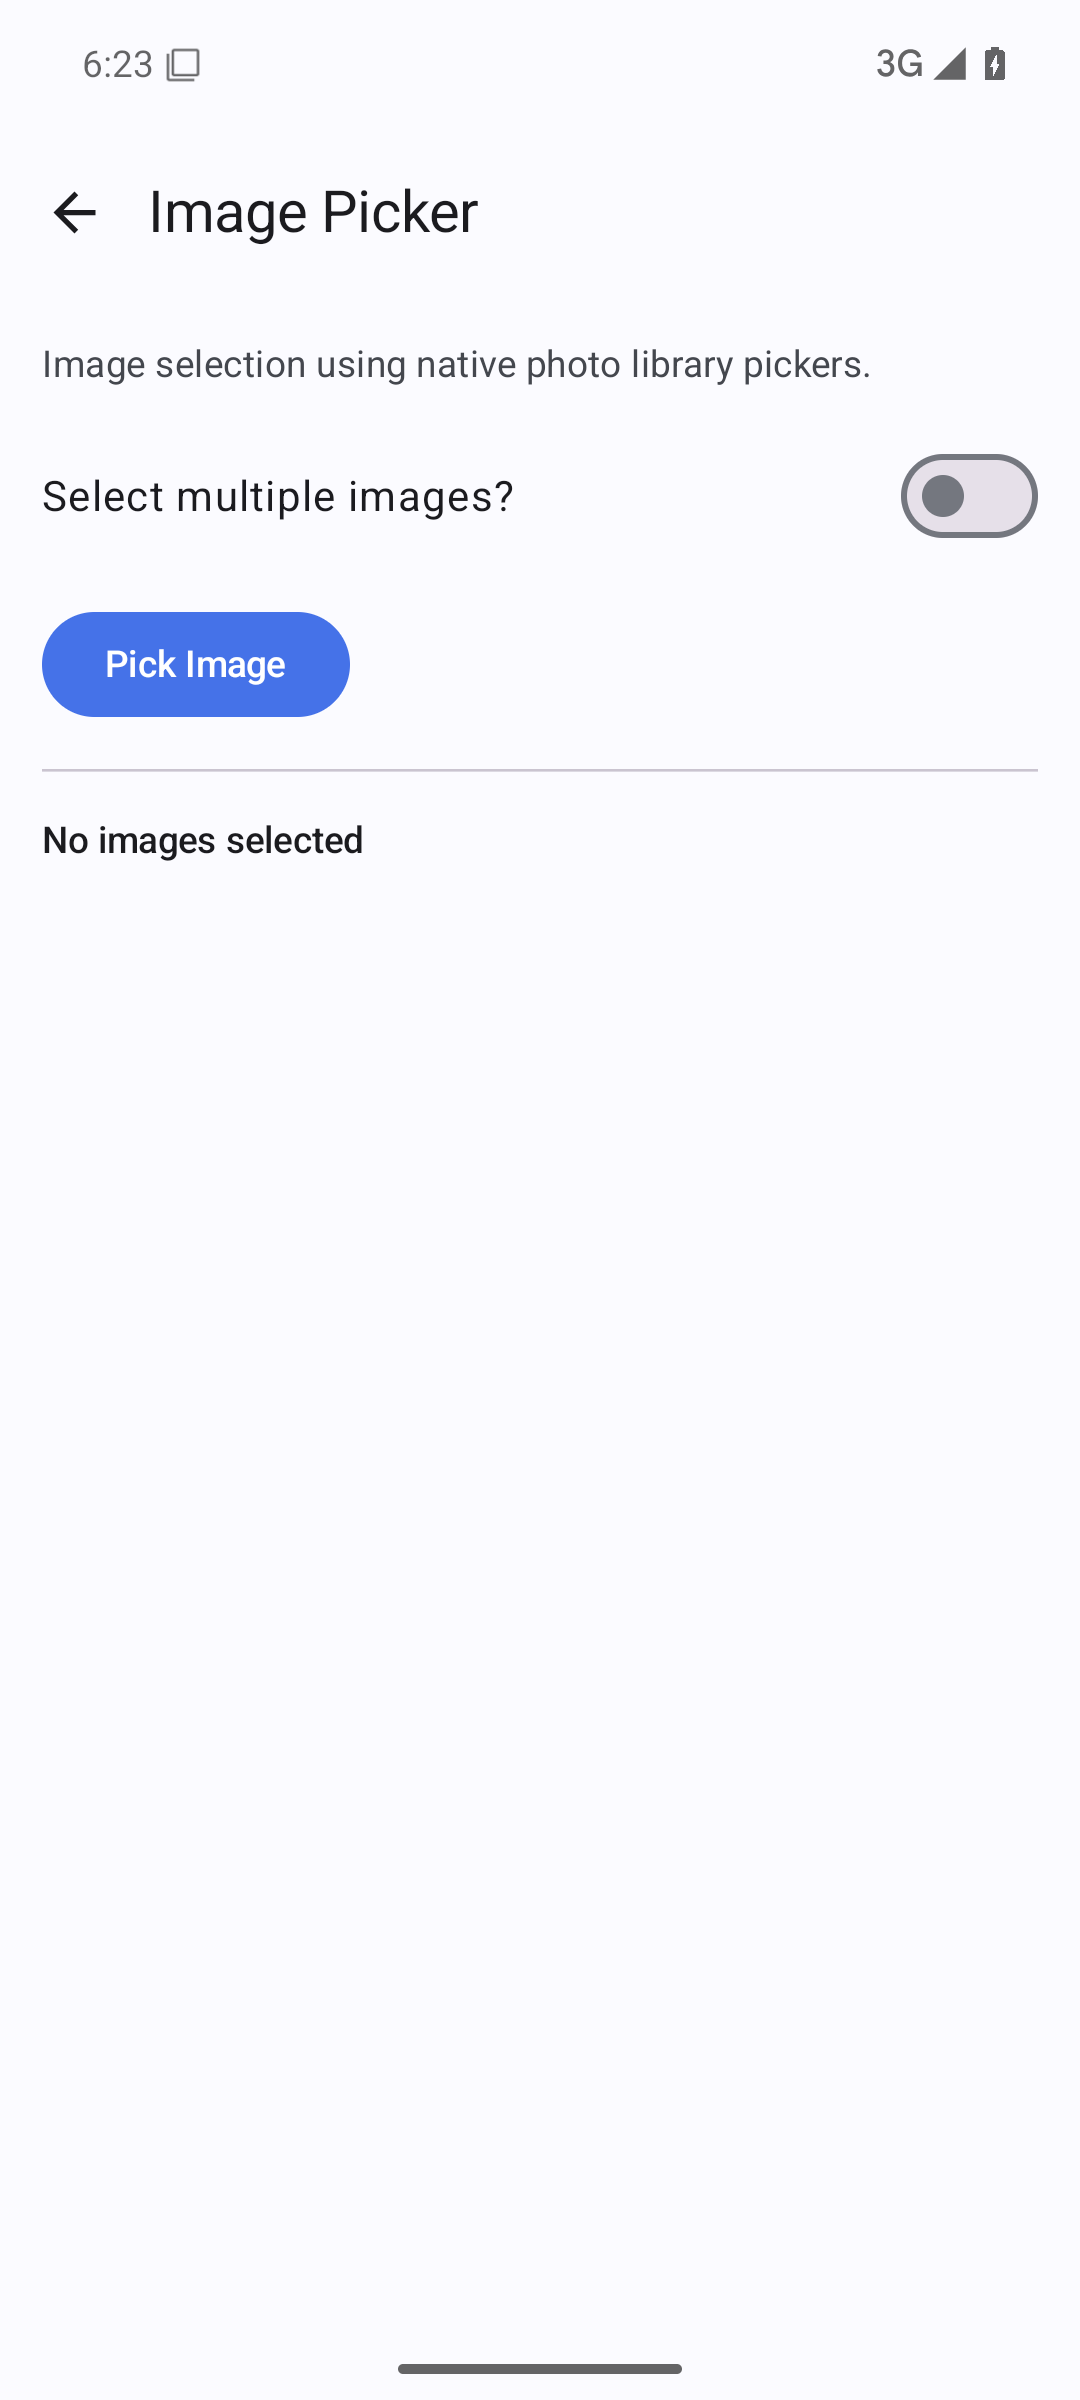 6:23
3G
Image Picker
Image selection using native photo library pickers.
Select multiple images?
Pick Image
No images selected